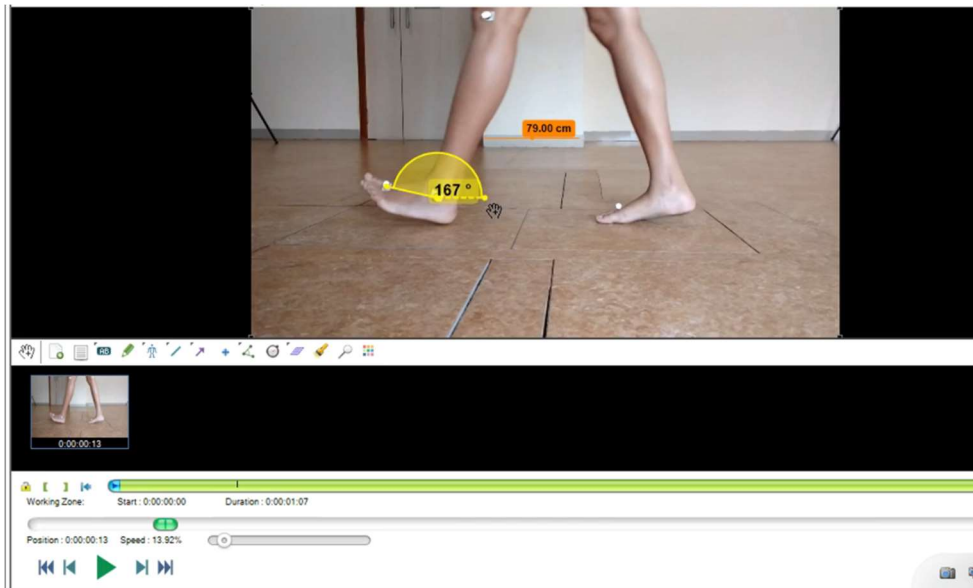 79.00 cm
167 °
HD
0:00:00:13
Working Zone: Start : 0:00:00:00 Duration : 0:00:01:07
Position : 0:00:00:13 Speed : 13.92%